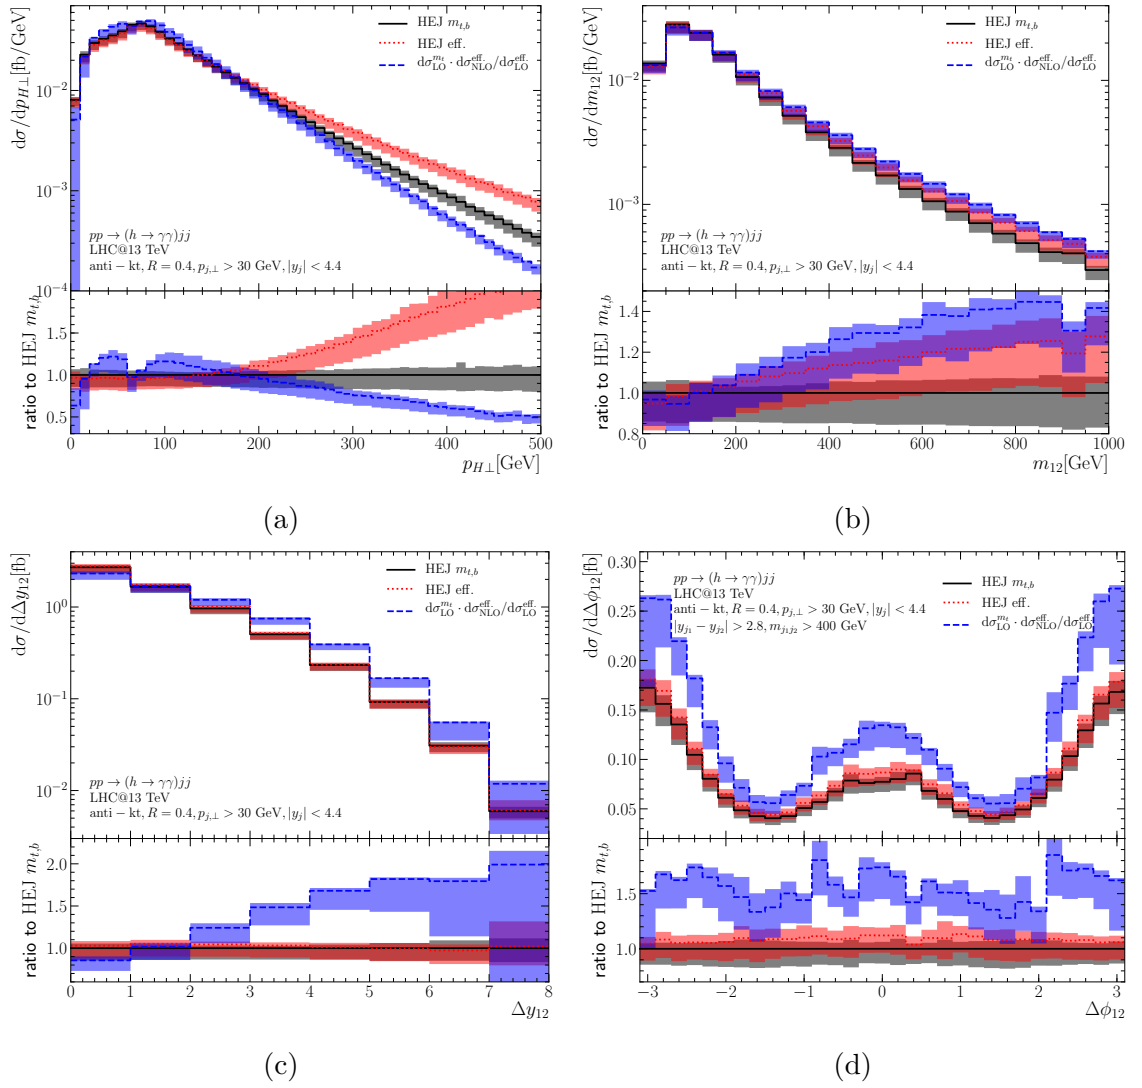 dσ/dp_{H⊥}[fb/GeV]
10^{-1}
10^{-2}
10^{-3}
10^{-4}
HEJ m_{t,b}
HEJ eff.
dσ_{LO}^{m_t} · dσ_{NLO}^{eff.}/dσ_{LO}^{eff.}
pp → (h → γγ)jj
LHC@13 TeV
anti − kt, R = 0.4, p_{j,⊥} > 30 GeV, |y_j| < 4.4
ratio to HEJ m_{t,b}
2.0
1.5
1.0
0.5
0 100 200 300 400 500
p_{H⊥}[GeV]
(a)
dσ/dm_{12}[fb/GeV]
10^{-2}
10^{-3}
HEJ m_{t,b}
HEJ eff.
dσ_{LO}^{m_t} · dσ_{NLO}^{eff.}/dσ_{LO}^{eff.}
pp → (h → γγ)jj
LHC@13 TeV
anti − kt, R = 0.4, p_{j,⊥} > 30 GeV, |y_j| < 4.4
ratio to HEJ m_{t,b}
1.4
1.2
1.0
0.8
0 200 400 600 800 1000
m_{12}[GeV]
(b)
dσ/dΔy_{12}[fb]
10^{0}
10^{-1}
10^{-2}
HEJ m_{t,b}
HEJ eff.
dσ_{LO}^{m_t} · dσ_{NLO}^{eff.}/dσ_{LO}^{eff.}
pp → (h → γγ)jj
LHC@13 TeV
anti − kt, R = 0.4, p_{j,⊥} > 30 GeV, |y_j| < 4.4
ratio to HEJ m_{t,b}
2.0
1.5
1.0
0 1 2 3 4 5 6 7 8
Δy_{12}
(c)
dσ/dΔϕ_{12}[fb]
0.30
0.25
0.20
0.15
0.10
0.05
pp → (h → γγ)jj
LHC@13 TeV
anti − kt, R = 0.4, p_{j,⊥} > 30 GeV, |y_j| < 4.4
|y_{j_1} − y_{j_2}| > 2.8, m_{j_1j_2} > 400 GeV
HEJ m_{t,b}
HEJ eff.
dσ_{LO}^{m_t} · dσ_{NLO}^{eff.}/dσ_{LO}^{eff.}
ratio to HEJ m_{t,b}
1.5
1.0
−3 −2 −1 0 1 2 3
Δϕ_{12}
(d)